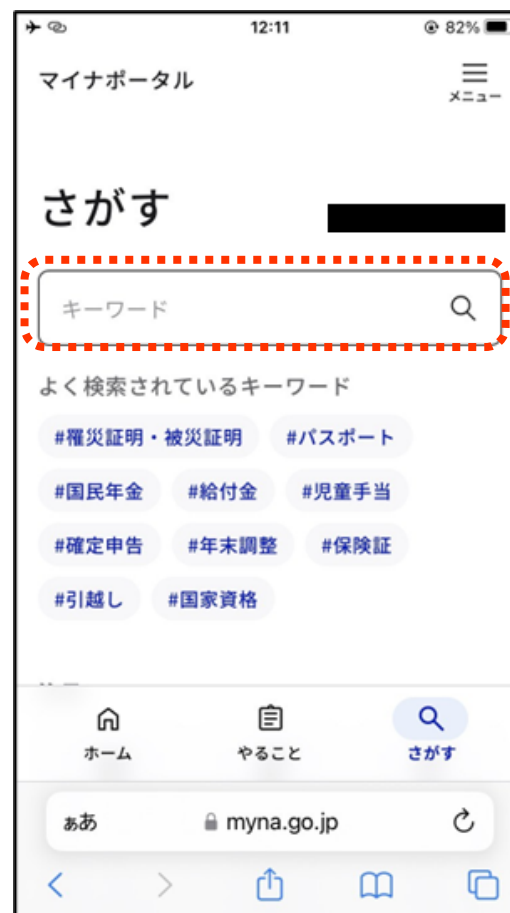 12:11 82%
マイナポータル
メニュー
さがす
キーワード
よく検索されているキーワード
#罹災証明・被災証明 #パスポート
#国民年金 #給付金 #児童手当
#確定申告 #年末調整 #保険証
#引越し #国家資格
ホーム やること さがす
ぁあ myna.go.jp